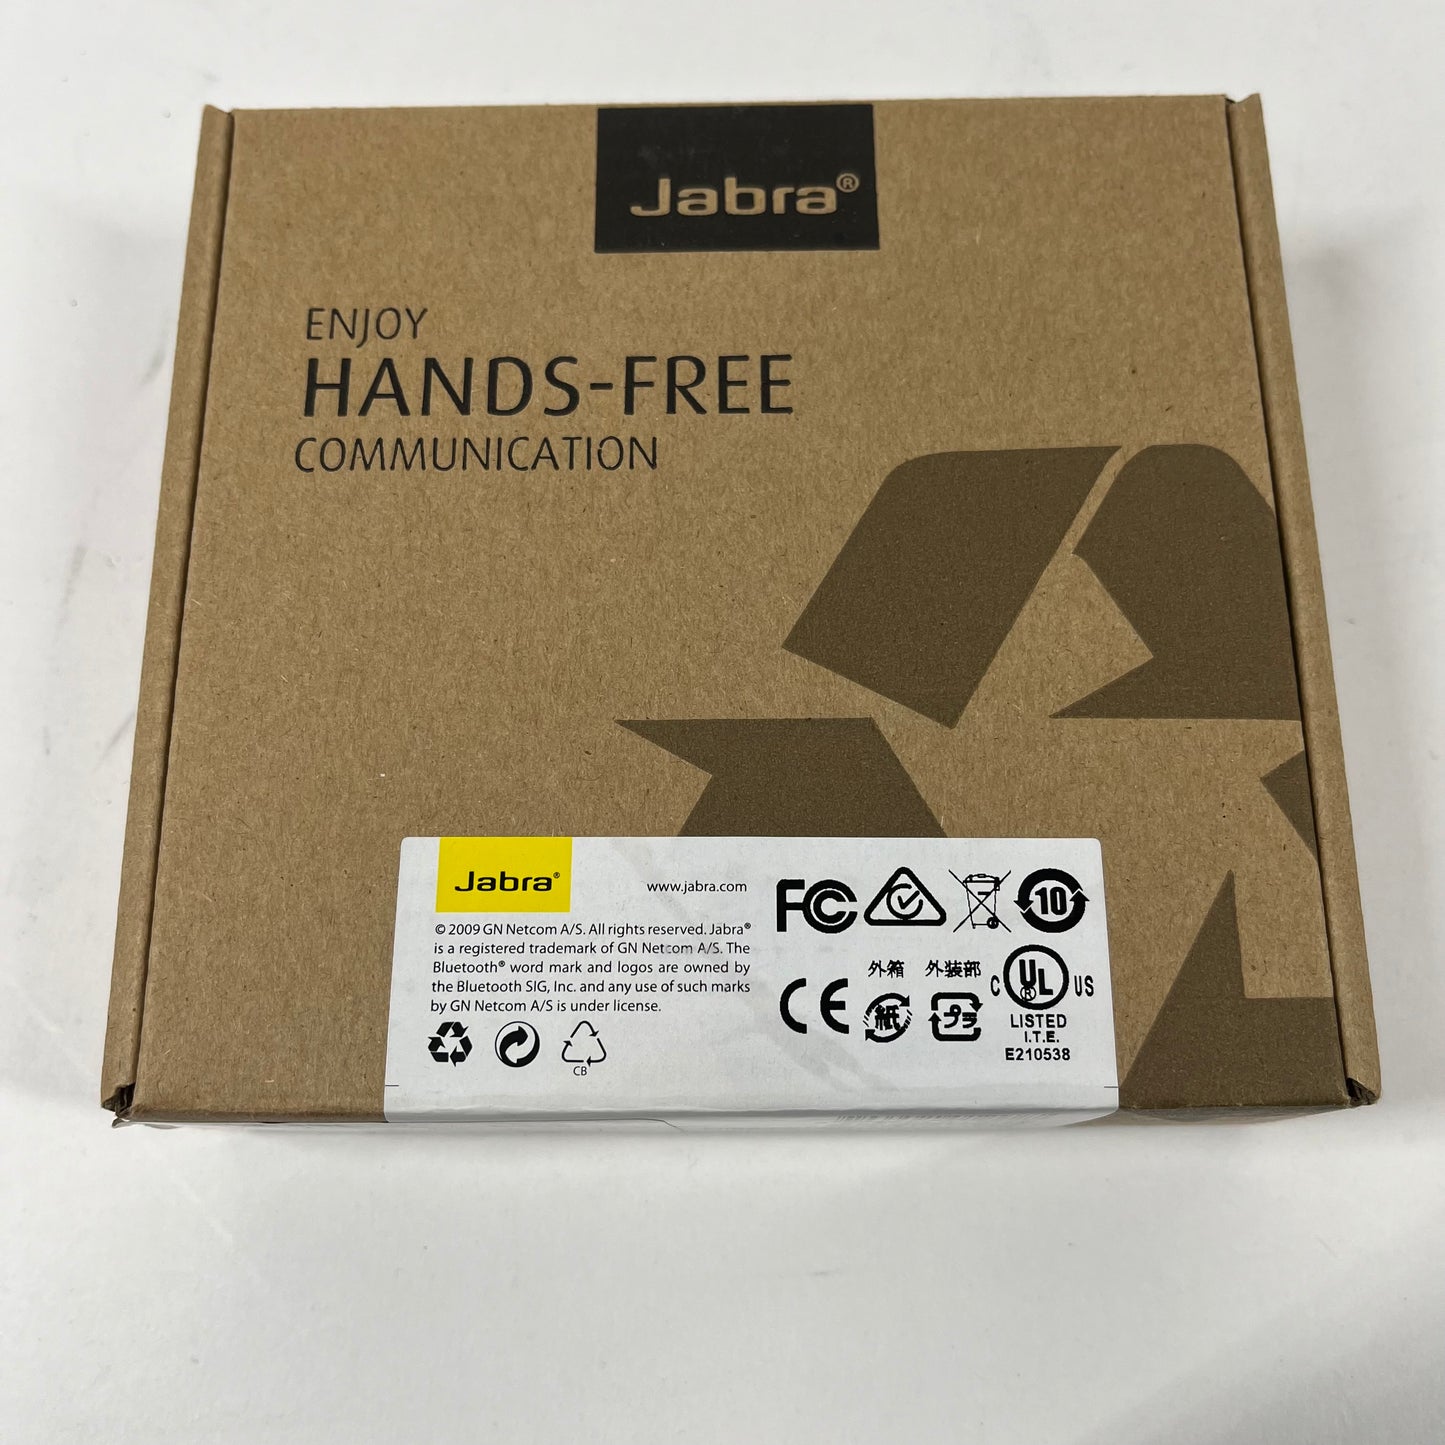 Jabra®
ENJOY
HANDS-FREE
COMMUNICATION
Jabra®
www.jabra.com
© 2009 GN Netcom A/S. All rights reserved. Jabra®
is a registered trademark of GN Netcom A/S. The
Bluetooth® word mark and logos are owned by
the Bluetooth SIG, Inc. and any use of such marks
by GN Netcom A/S is under license.
CB
FC
10
CE
外箱
紙
外装部
プラ
C UL® US
LISTED
I.T.E.
E210538